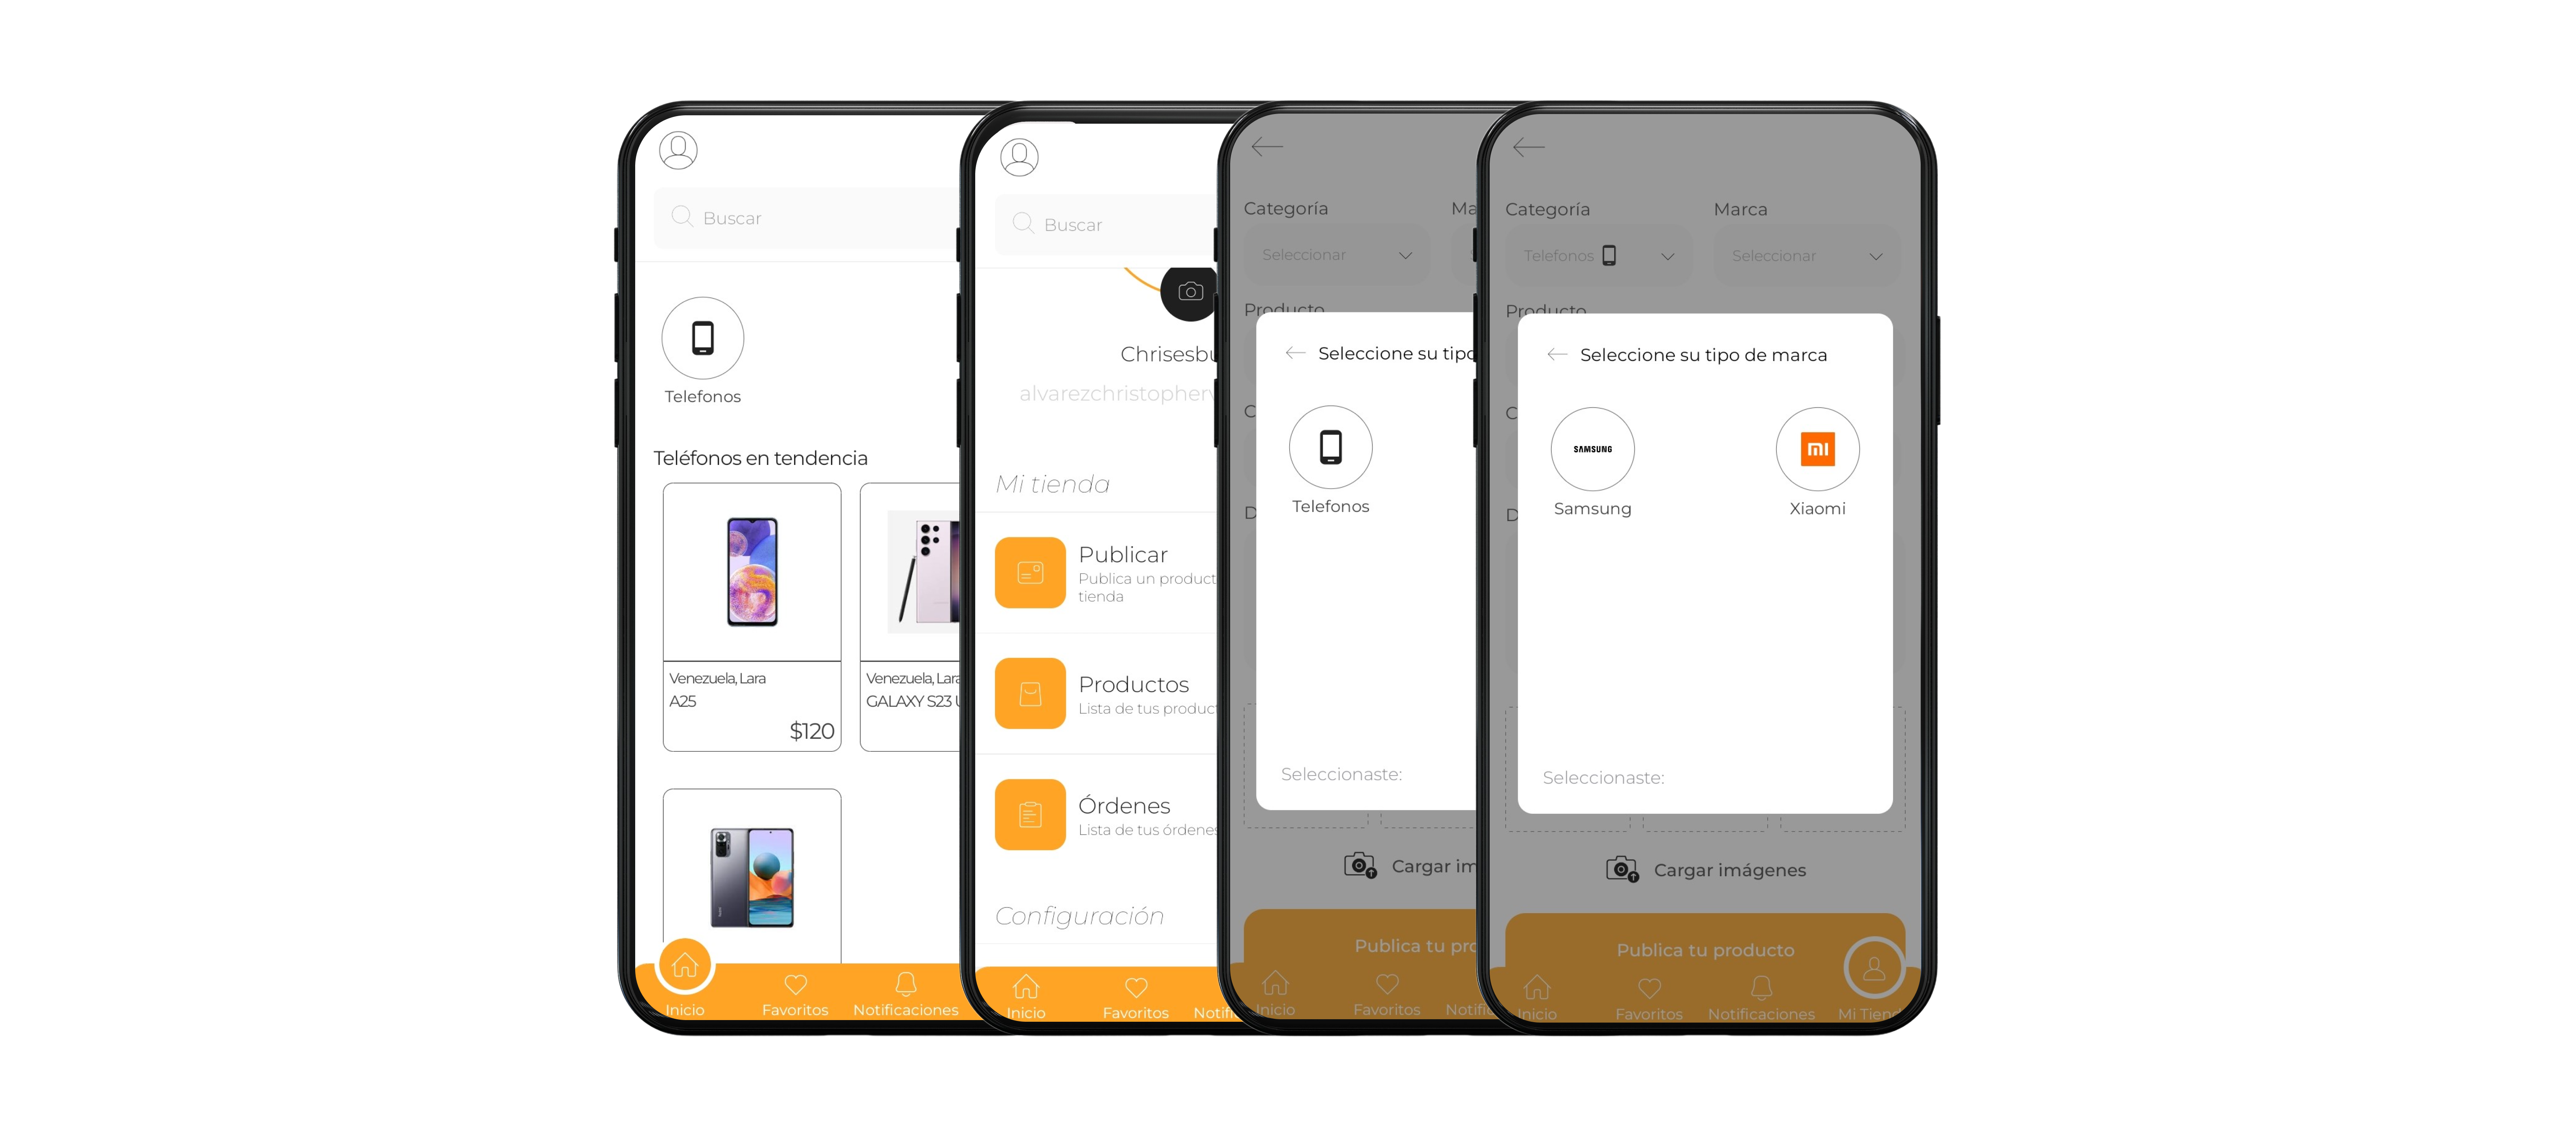 Buscar
Telefonos
Teléfonos en tendencia
Venezuela, Lara
A25
$120
Venezuela, Lara
GALAXY S23
Inicio
Favoritos
Notificaciones
Buscar
Chrisesbu
alvarezchristopherv
Mi tienda
Publicar
Publica un product
tienda
Productos
Lista de tus product
Órdenes
Lista de tus órdenes
Configuración
Inicio
Favoritos
Notifi
Categoría
Ma
Seleccionar
Producto
Seleccione su tipo
Telefonos
C
D
Seleccionaste:
Cargar im
Publica tu pro
Inicio
Favoritos
Notific
Categoría
Marca
Telefonos
Seleccionar
Producto
Seleccione su tipo de marca
SAMSUNG
mi
Samsung
Xiaomi
C
D
Seleccionaste:
Cargar imágenes
Publica tu producto
Inicio
Favoritos
Notificaciones
Mi Tiend